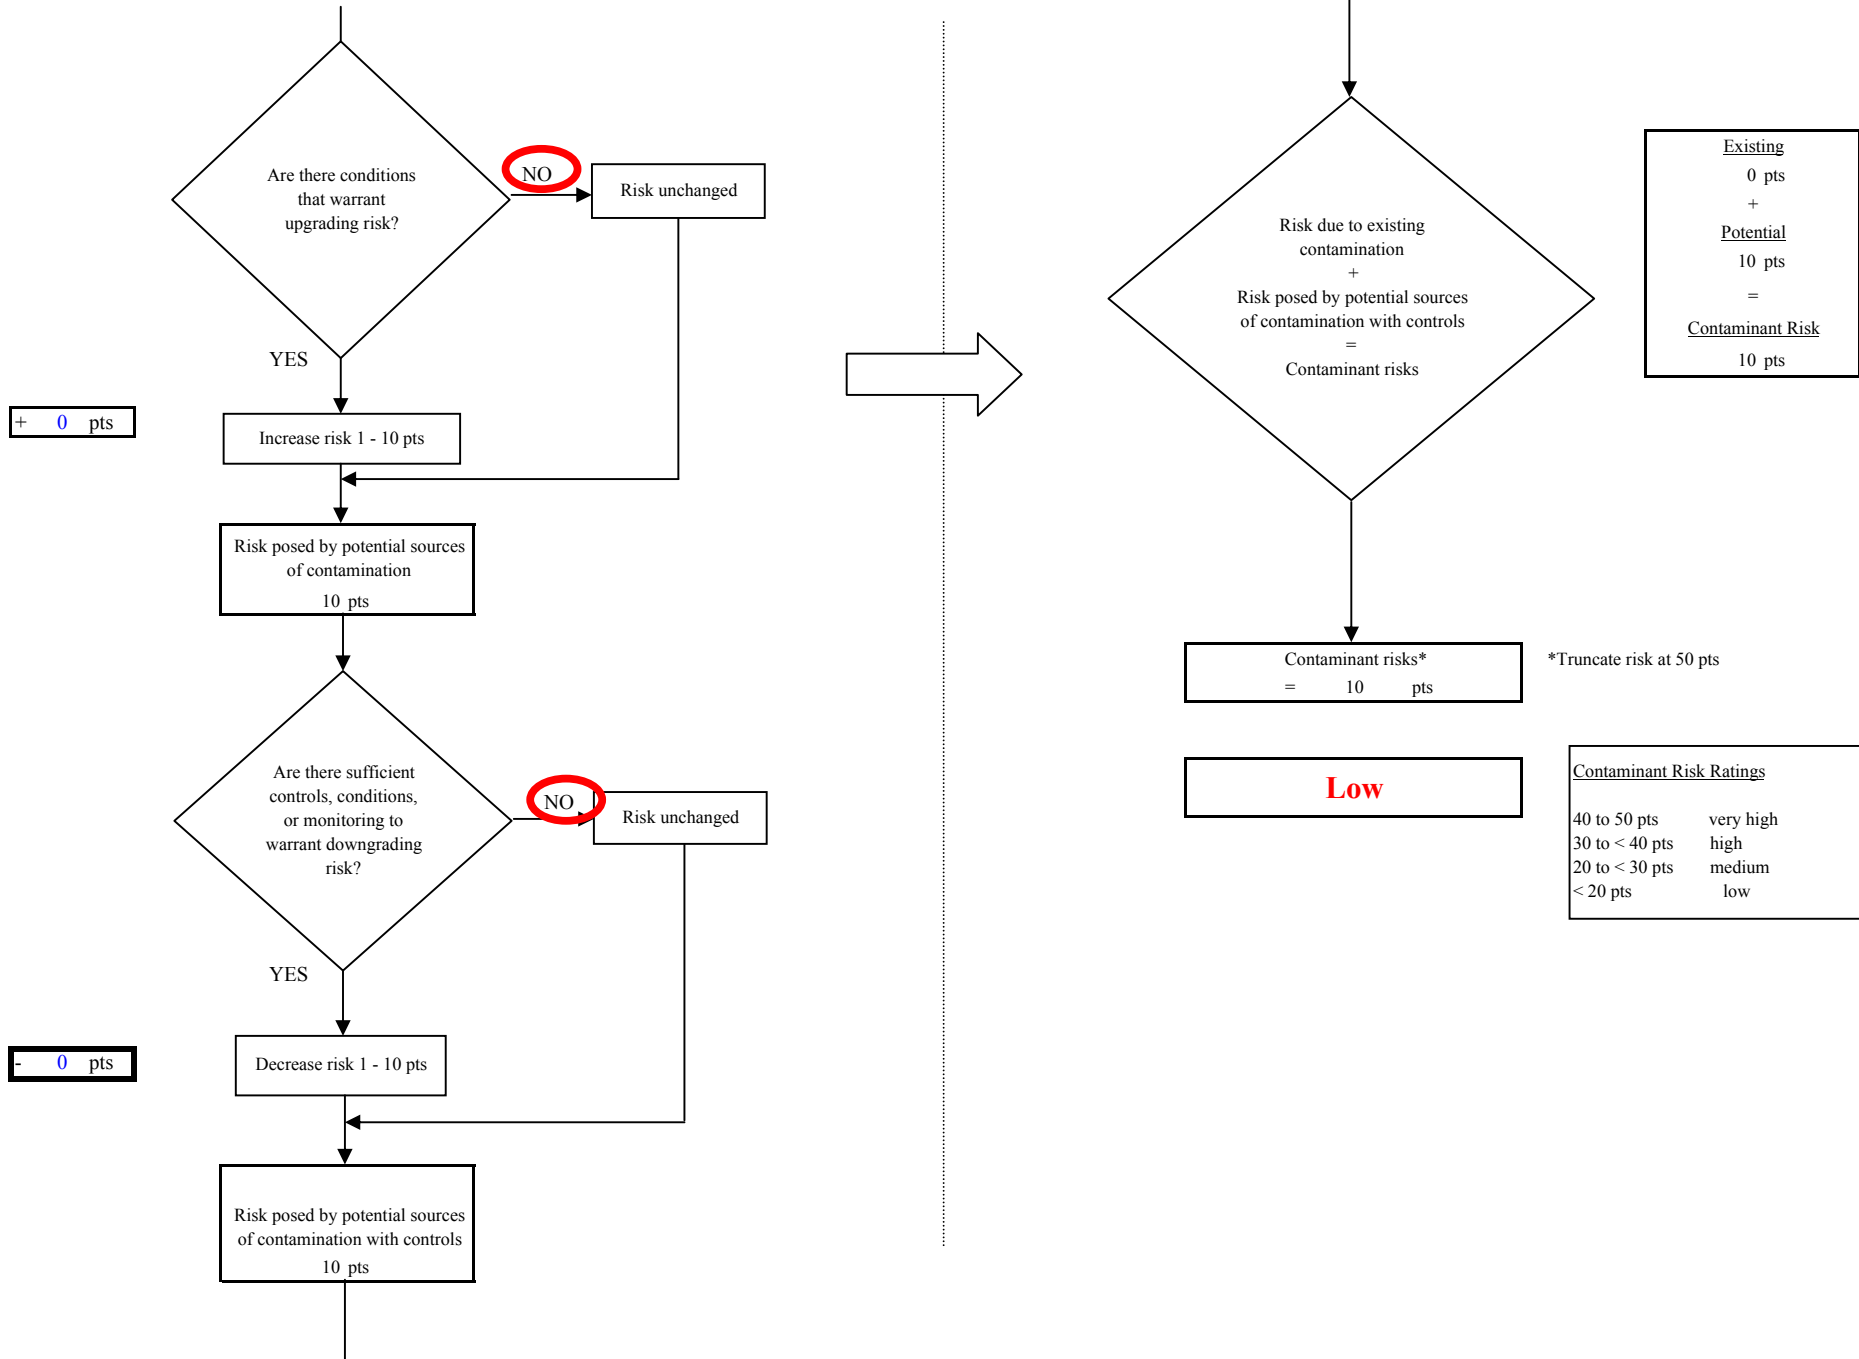 Are there conditions
that warrant
upgrading risk?
NO
Risk unchanged
YES
+ 0 pts
Increase risk 1 - 10 pts
Risk posed by potential sources
of contamination
10 pts
Are there sufficient
controls, conditions,
or monitoring to
warrant downgrading
risk?
NO
Risk unchanged
YES
- 0 pts
Decrease risk 1 - 10 pts
Risk posed by potential sources
of contamination with controls
10 pts
Risk due to existing
contamination
+
Risk posed by potential sources
of contamination with controls
=
Contaminant risks
Existing
0 pts
+
Potential
10 pts
=
Contaminant Risk
10 pts
Contaminant risks*
= 10 pts
*Truncate risk at 50 pts
Low
Contaminant Risk Ratings
40 to 50 pts very high
30 to < 40 pts high
20 to < 30 pts medium
< 20 pts low